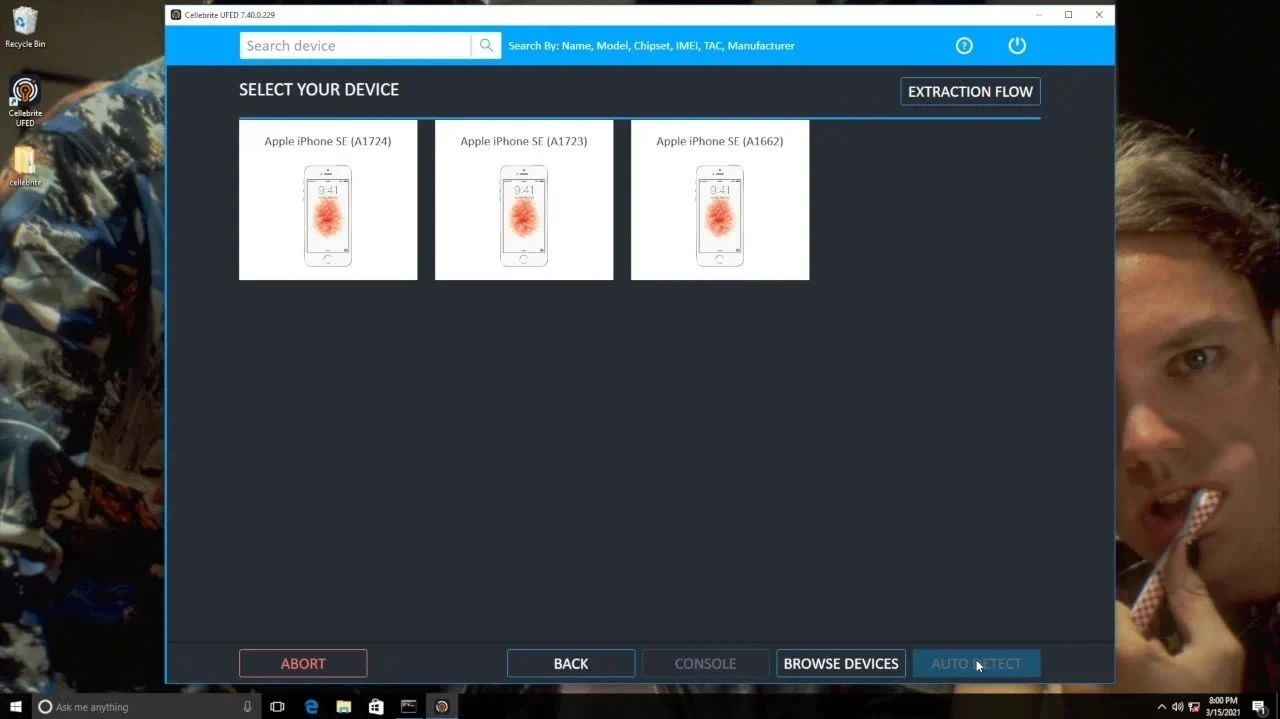 Cellebrite UFED 7.40.0.229
Recycle Bin
Search device
Search By: Name, Model, Chipset, IMEI, TAC, Manufacturer
?
SELECT YOUR DEVICE
EXTRACTION FLOW
Cellebrite
UFED
Apple iPhone SE (A1724)
Apple iPhone SE (A1723)
Apple iPhone SE (A1662)
cellebrite
9:41
9:41
9:41
ABORT
BACK
CONSOLE
BROWSE DEVICES
AUTO DETECT
Ask me anything
8:00 PM
3/15/2021
1